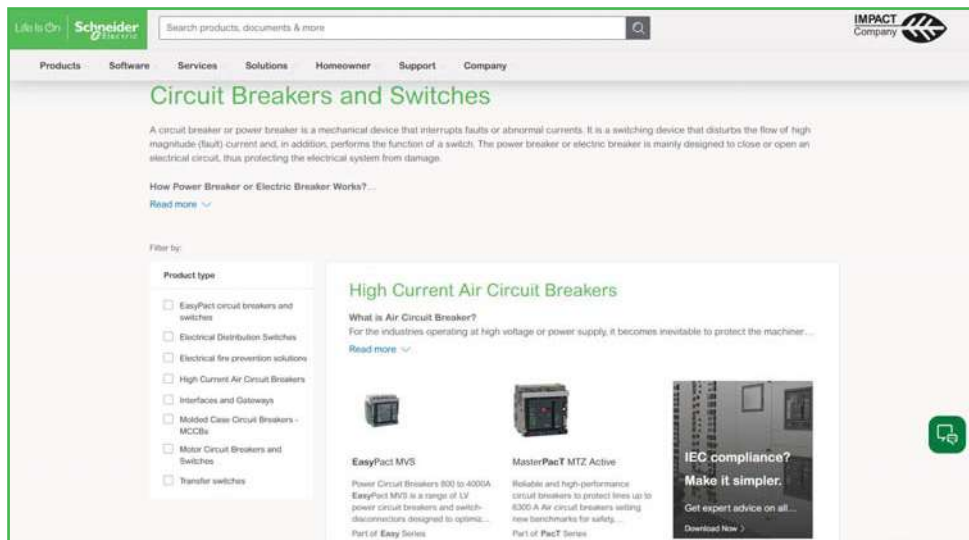 Life Is On
Schneider
Electric
Search products, documents & more
IMPACT
Company
Products
Software
Services
Solutions
Homeowner
Support
Company
Circuit Breakers and Switches
A circuit breaker or power breaker is a mechanical device that interrupts faults or abnormal currents. It is a switching device that disturbs the flow of high
magnitude (fault) current and, in addition, performs the function of a switch. The power breaker or electric breaker is mainly designed to close or open an
electrical circuit, thus protecting the electrical system from damage.
How Power Breaker or Electric Breaker Works?...
Read more
Filter by:
Product type
EasyPact circuit breakers and
switches
Electrical Distribution Switches
Electrical fire prevention solutions
High Current Air Circuit Breakers
Interfaces and Gateways
Molded Case Circuit Breakers -
MCCBs
Motor Circuit Breakers and
Switches
Transfer switches
High Current Air Circuit Breakers
What is Air Circuit Breaker?
For the industries operating at high voltage or power supply, it becomes inevitable to protect the machiner...
Read more
EasyPact MVS
Power Circuit Breakers 800 to 4000A
EasyPact MVS is a range of LV
power circuit breakers and switch-
disconnectors designed to optimiz...
Part of Easy Series
MasterPacT MTZ Active
Reliable and high-performance
circuit breakers to protect lines up to
6300 A Air circuit breakers setting
new benchmarks for safety,...
Part of PacT Series
IEC compliance?
Make it simpler.
Get expert advice on all...
Download Now >